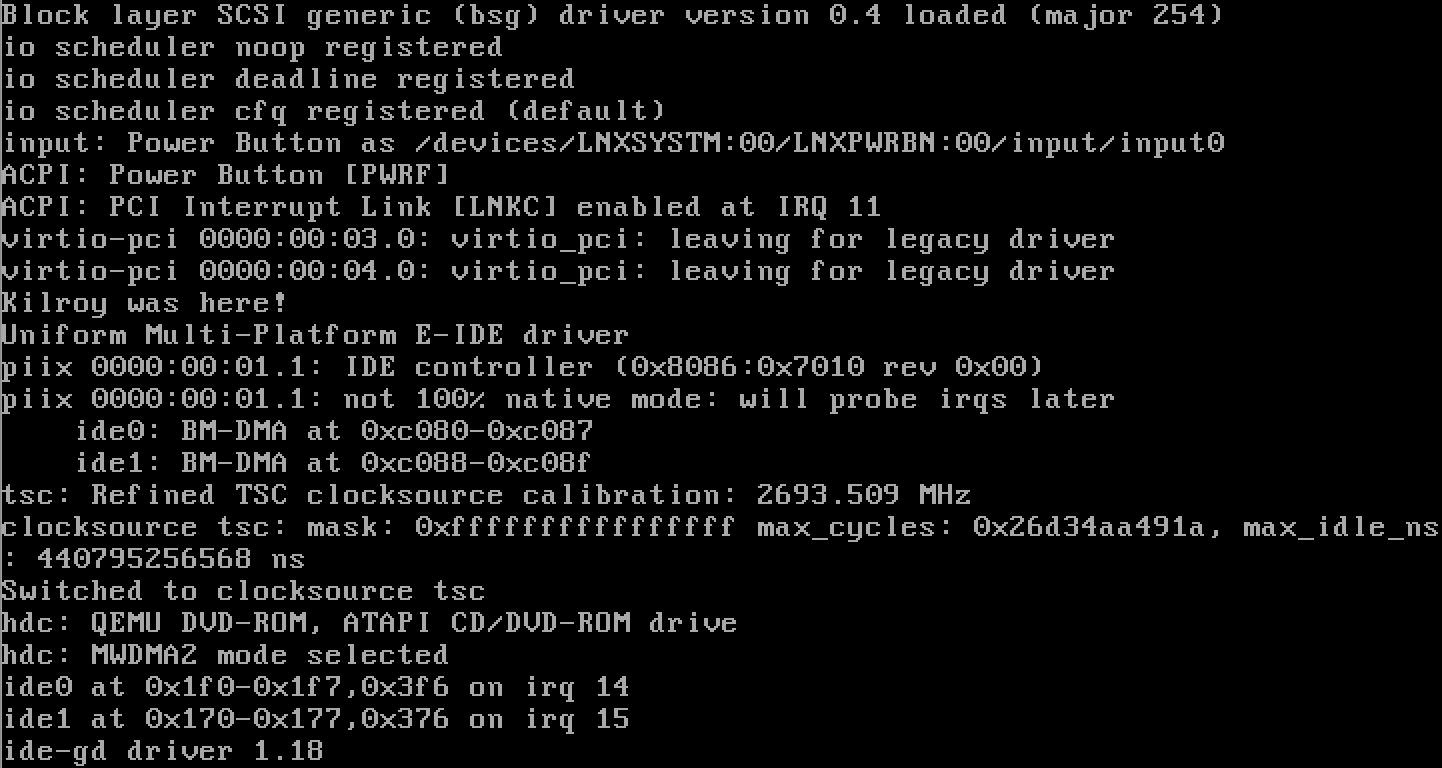 Block layer SCSI generic (bsg) driver version 0.4 loaded (major 254)
io scheduler noop registered
io scheduler deadline registered
io scheduler cfq registered (default)
input: Power Button as /devices/LNXSYSTM:00/LNXPWRBN:00/input/input0
ACPI: Power Button [PWRF]
ACPI: PCI Interrupt Link [LNKC] enabled at IRQ 11
virtio-pci 0000:00:03.0: virtio_pci: leaving for legacy driver
virtio-pci 0000:00:04.0: virtio_pci: leaving for legacy driver
Kilroy was here!
Uniform Multi-Platform E-IDE driver
piix 0000:00:01.1: IDE controller (0x8086:0x7010 rev 0x00)
piix 0000:00:01.1: not 100% native mode: will probe irqs later
    ide0: BM-DMA at 0xc080-0xc087
    ide1: BM-DMA at 0xc088-0xc08f
tsc: Refined TSC clocksource calibration: 2693.509 MHz
clocksource tsc: mask: 0xffffffffffffffff max_cycles: 0x26d34aa491a, max_idle_ns
: 440795256568 ns
Switched to clocksource tsc
hdc: QEMU DVD-ROM, ATAPI CD/DVD-ROM drive
hdc: MWDMA2 mode selected
ide0 at 0x1f0-0x1f7,0x3f6 on irq 14
ide1 at 0x170-0x177,0x376 on irq 15
ide-gd driver 1.18